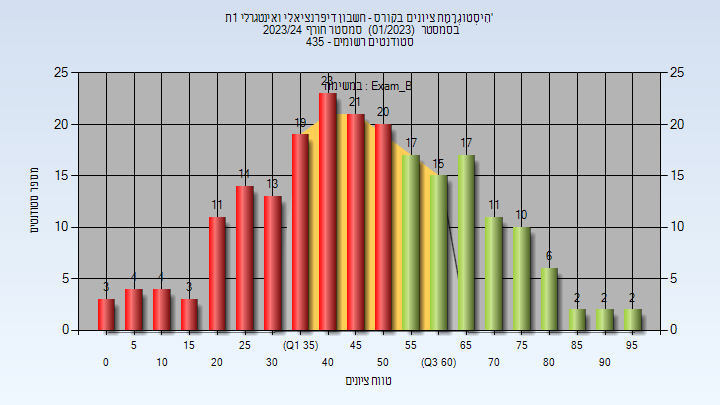 היסטוגרמת ציונים בקורס - חשבון דיפרנציאלי ואינטגרלי 1ת'
בסמסטר (01/2023) סמסטר חורף 2023/24
סטודנטים רשומים - 435
במשימה : Exam_B
25 25
20 20
15 15
10 10
5 5
0 0
3 4 4 3 11 14 13 19 23 21 20 17 15 17 11 10 6 2 2 2
מספר סטודנטים
5 15 25 (Q1 35) 45 55 65 75 85 95
0 10 20 30 40 50 (Q3 60) 70 80 90
טווח ציונים